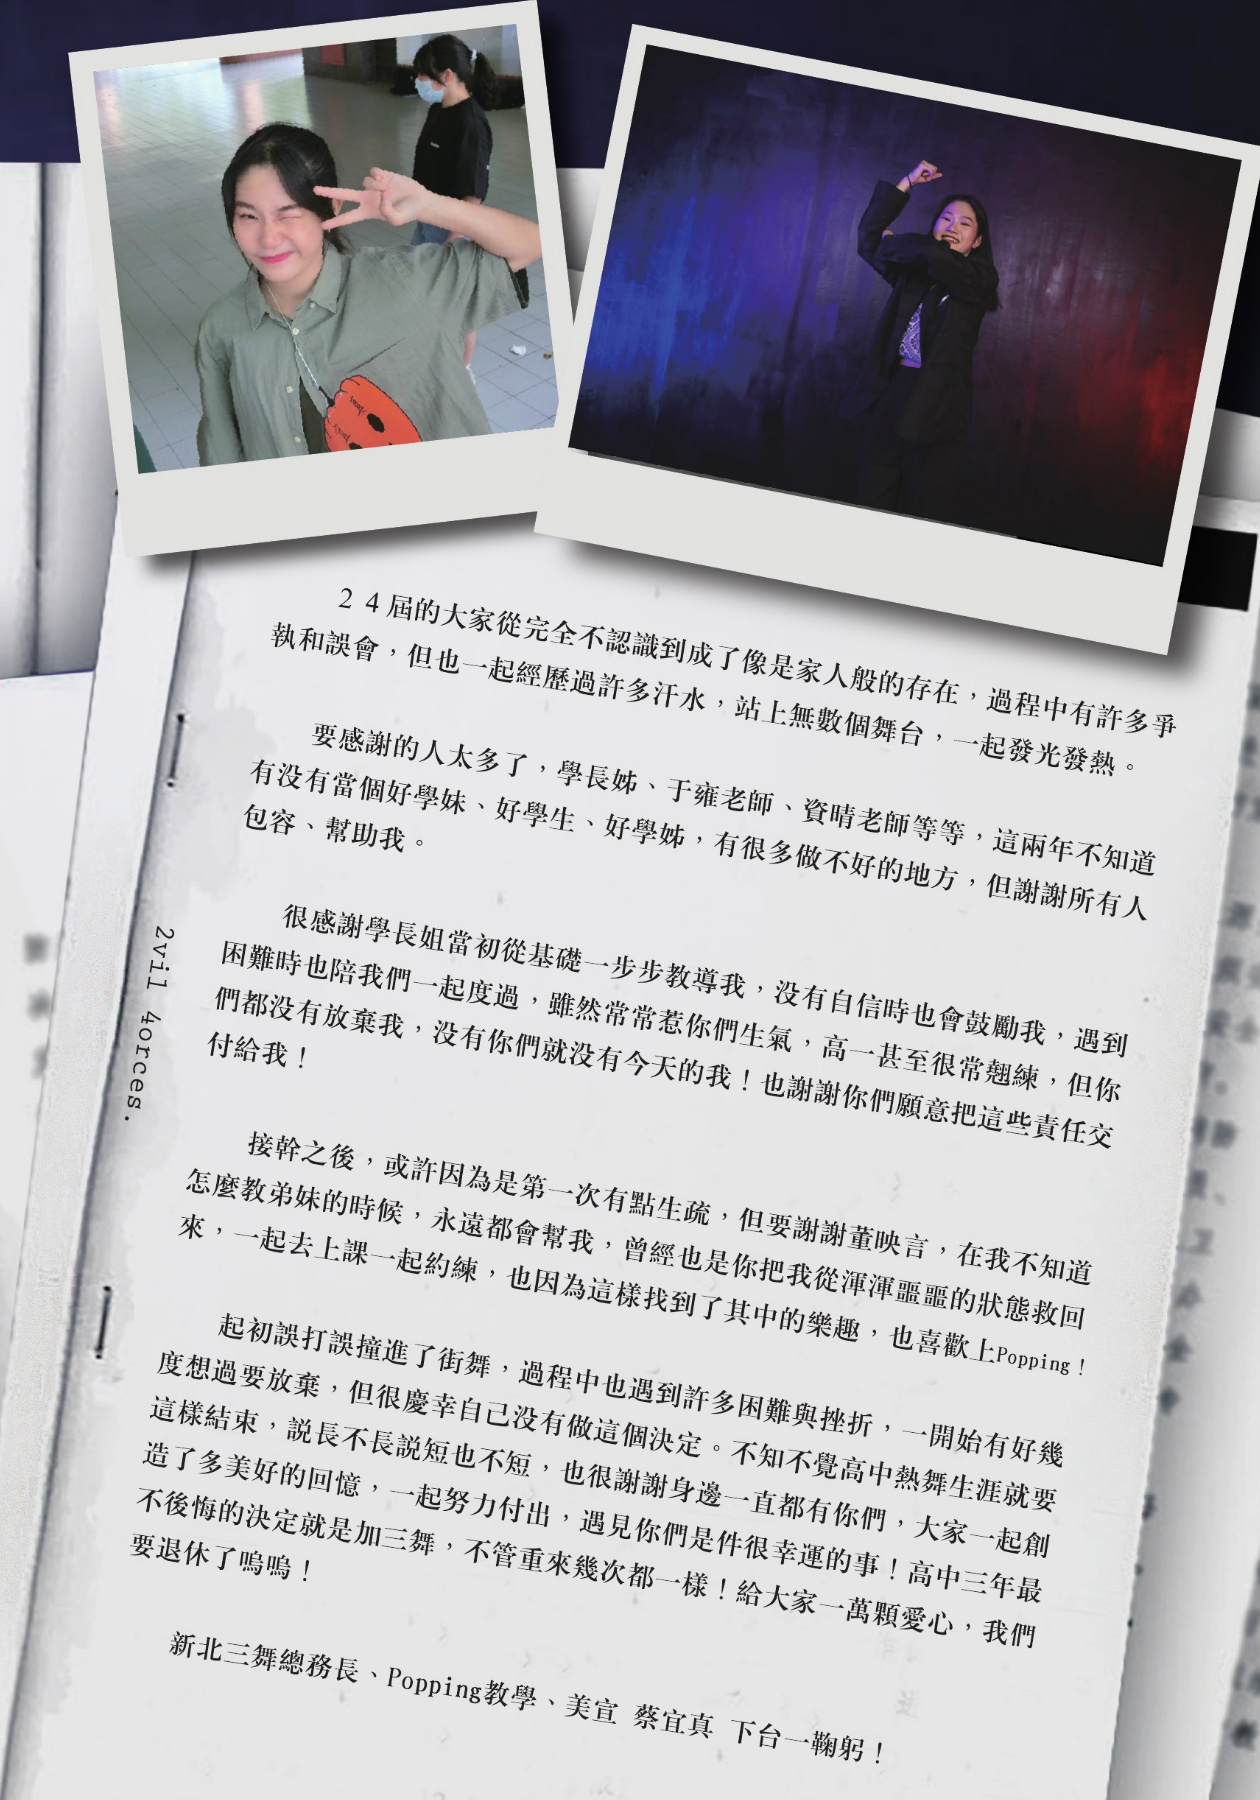 ２４屆的大家從完全不認識到成了像是家人般的存在，過程中有許多爭
執和誤會，但也一起經歷過許多汗水，站上無數個舞台，一起發光發熱。
要感謝的人太多了，學長姊、于雍老師、資晴老師等等，這兩年不知道
有没有當個好學妹、好學生、好學姊，有很多做不好的地方，但謝謝所有人
包容、幫助我。
很感謝學長姐當初從基礎一步步教導我，没有自信時也會鼓勵我，遇到
困難時也陪我們一起度過，雖然常常惹你們生氣，高一甚至很常翹練，但你
們都没有放棄我，没有你們就没有今天的我！也謝謝你們願意把這些責任交
付給我！
接幹之後，或許因為是第一次有點生疏，但要謝謝董映言，在我不知道
怎麼教弟妹的時候，永遠都會幫我，曾經也是你把我從渾渾噩噩的狀態救回
來，一起去上課一起約練，也因為這樣找到了其中的樂趣，也喜歡上Popping！
起初誤打誤撞進了街舞，過程中也遇到許多困難與挫折，一開始有好幾
度想過要放棄，但很慶幸自己没有做這個決定。不知不覺高中熱舞生涯就要
這樣結束，説長不長説短也不短，也很謝謝身邊一直都有你們，大家一起創
造了多美好的回憶，一起努力付出，遇見你們是件很幸運的事！高中三年最
不後悔的決定就是加三舞，不管重來幾次都一樣！給大家一萬顆愛心，我們
要退休了嗚嗚！
新北三舞總務長、Popping教學、美宣 蔡宜真 下台一鞠躬！
2vil 4orces.